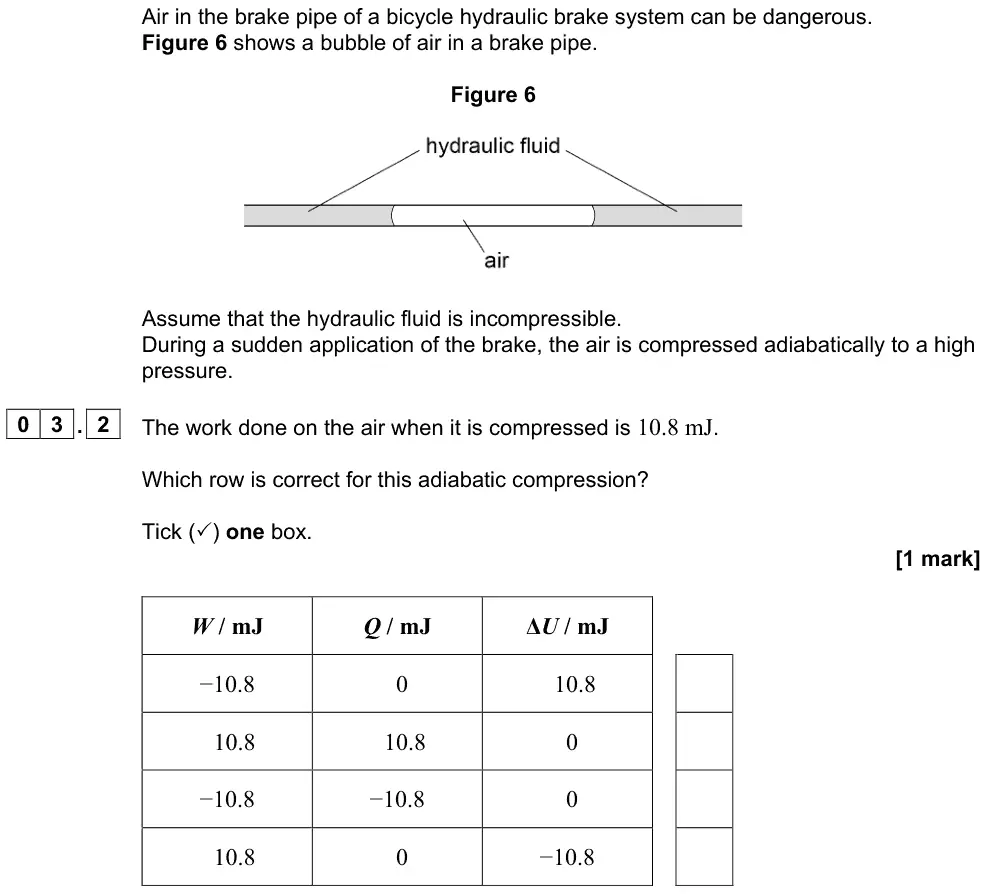 Air in the brake pipe of a bicycle hydraulic brake system can be dangerous.
Figure 6 shows a bubble of air in a brake pipe.
Figure 6
hydraulic fluid
air
Assume that the hydraulic fluid is incompressible.
During a sudden application of the brake, the air is compressed adiabatically to a high
pressure.
0 3 . 2 The work done on the air when it is compressed is 10.8 mJ.
Which row is correct for this adiabatic compression?
Tick (✓) one box.
[1 mark]
W / mJ Q / mJ ΔU / mJ
−10.8 0 10.8
10.8 10.8 0
−10.8 −10.8 0
10.8 0 −10.8